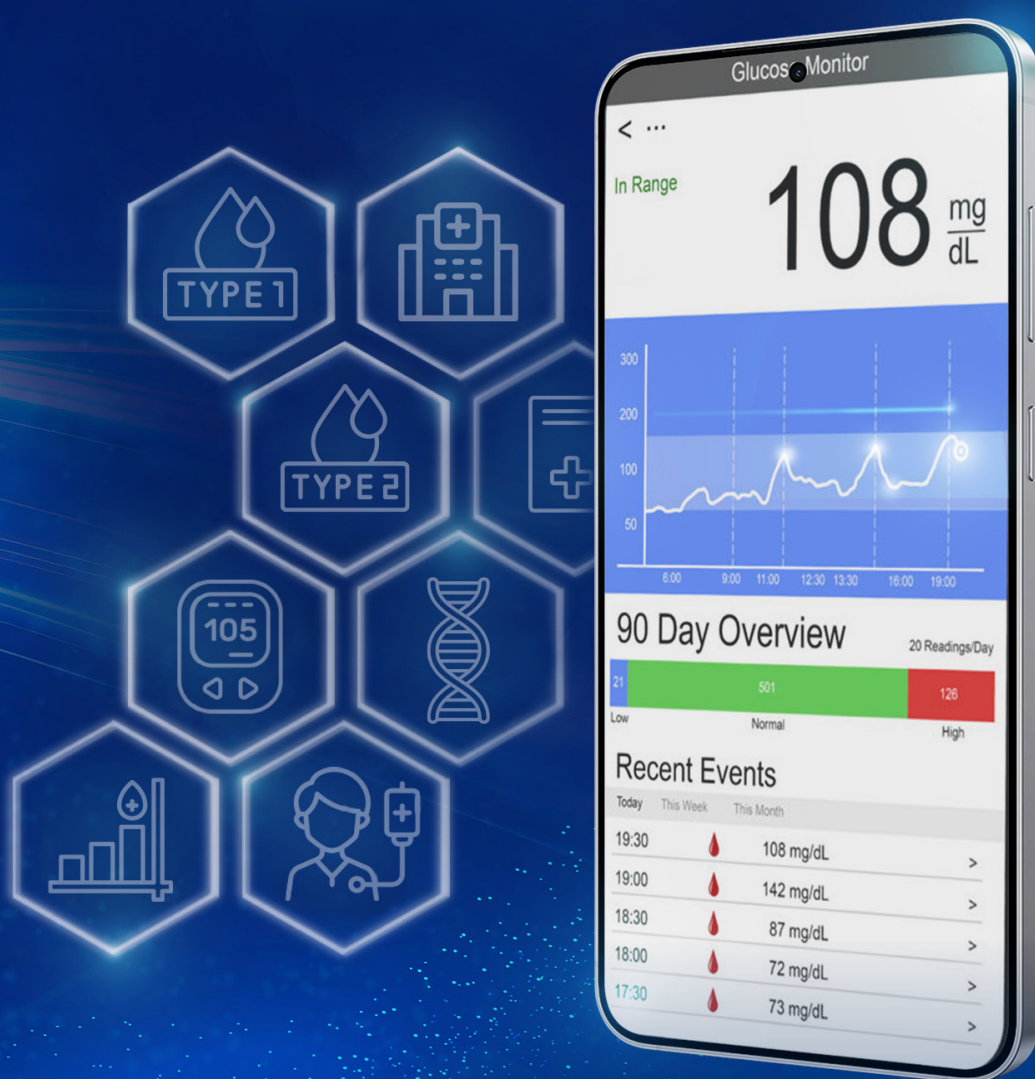 TYPE 1
TYPE 2
105
Glucos Monitor
< ...
In Range
108 mg
dL
300
200
100
50
6:00 9:00 11:00 12:30 13:30 16:00 19:00
90 Day Overview 20 Readings/Day
21 501 126
Low Normal High
Recent Events
Today This Week This Month
19:30 108 mg/dL >
19:00 142 mg/dL >
18:30 87 mg/dL >
18:00 72 mg/dL >
17:30 73 mg/dL >